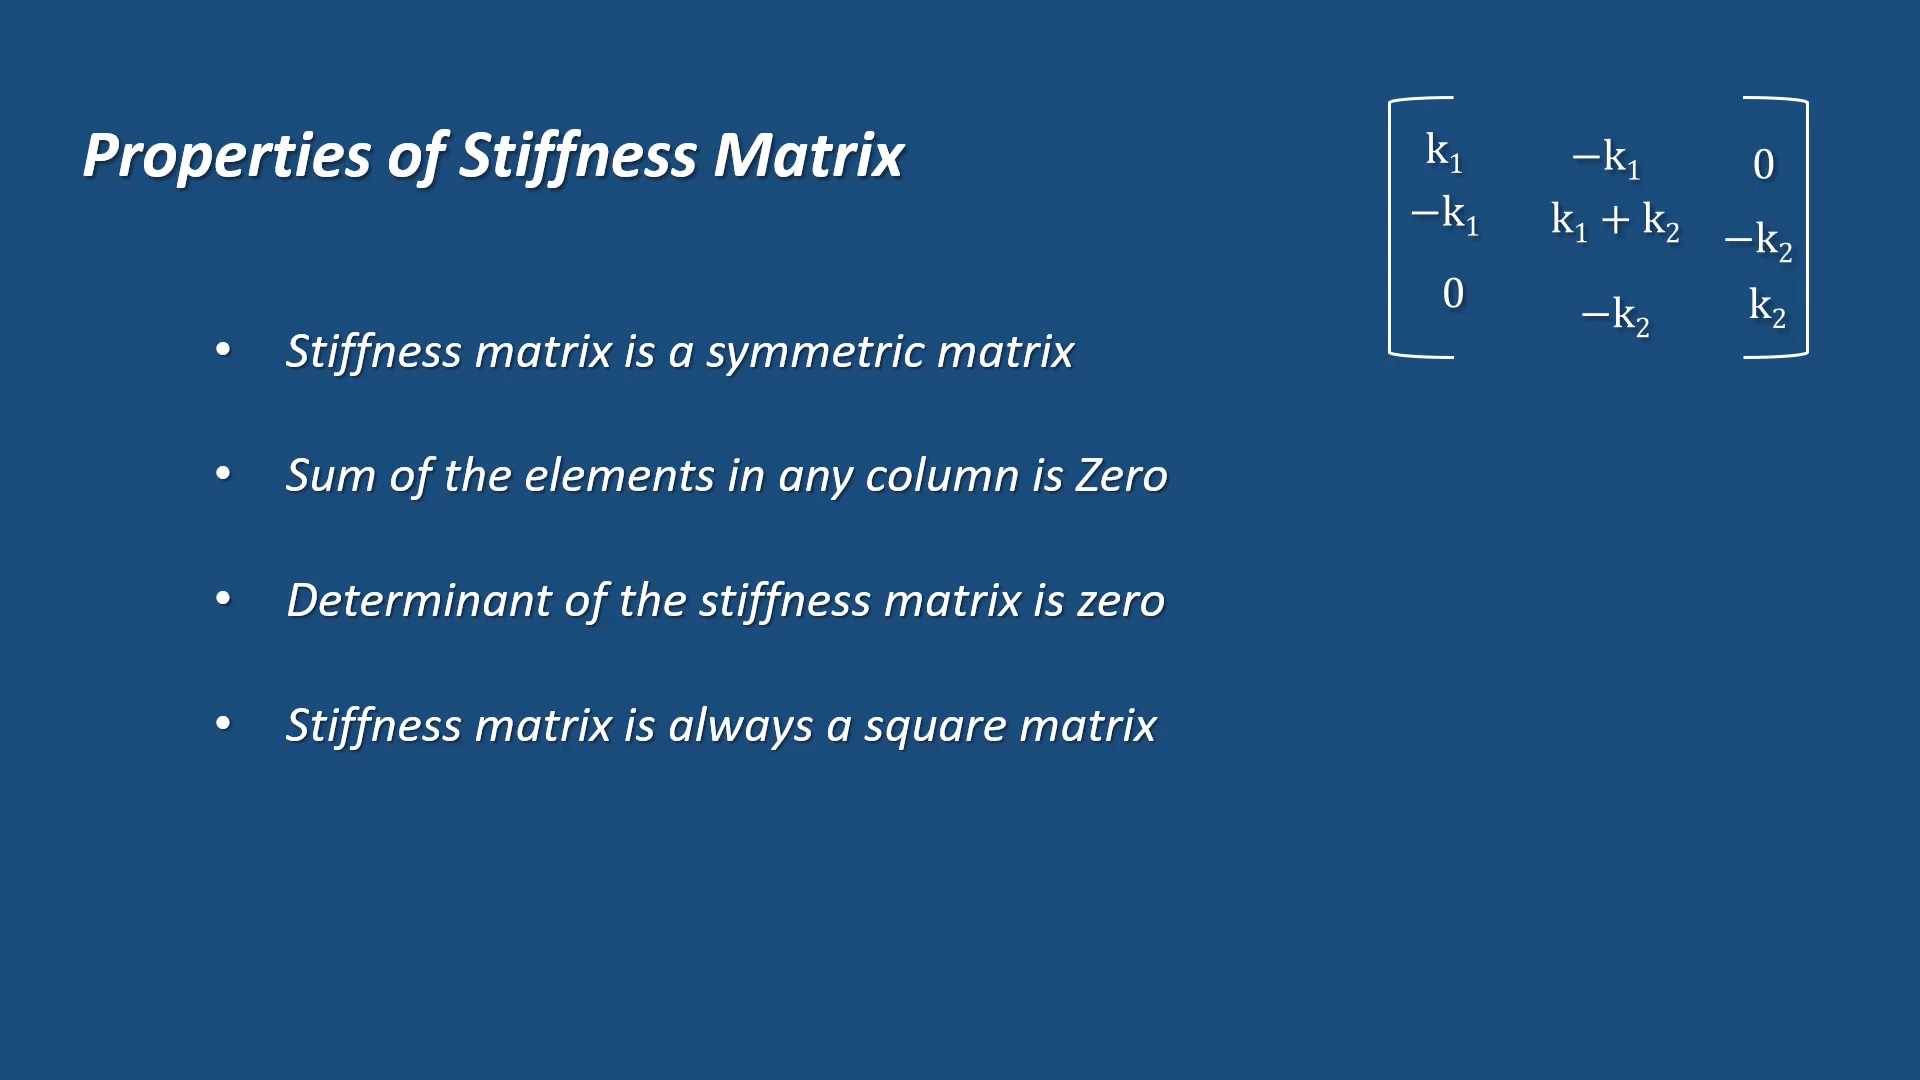 Properties of Stiffness Matrix
k₁ −k₁ 0
−k₁ k₁ + k₂ −k₂
0 −k₂ k₂
• Stiffness matrix is a symmetric matrix
• Sum of the elements in any column is Zero
• Determinant of the stiffness matrix is zero
• Stiffness matrix is always a square matrix